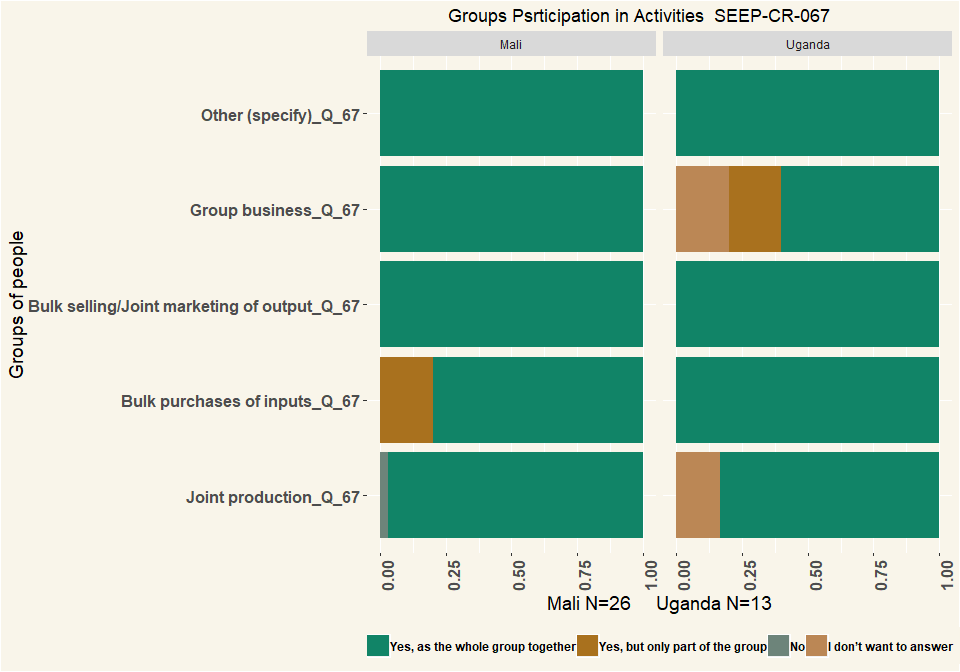 Groups Psrticipation in Activities  SEEP-CR-067
Mali
Uganda
Groups of people
Other (specify)_Q_67
Group business_Q_67
Bulk selling/Joint marketing of output_Q_67
Bulk purchases of inputs_Q_67
Joint production_Q_67
0.00 0.25 0.50 0.75 1.00
0.00 0.25 0.50 0.75 1.00
Mali N=26 Uganda N=13
Yes, as the whole group together Yes, but only part of the group No I don't want to answer